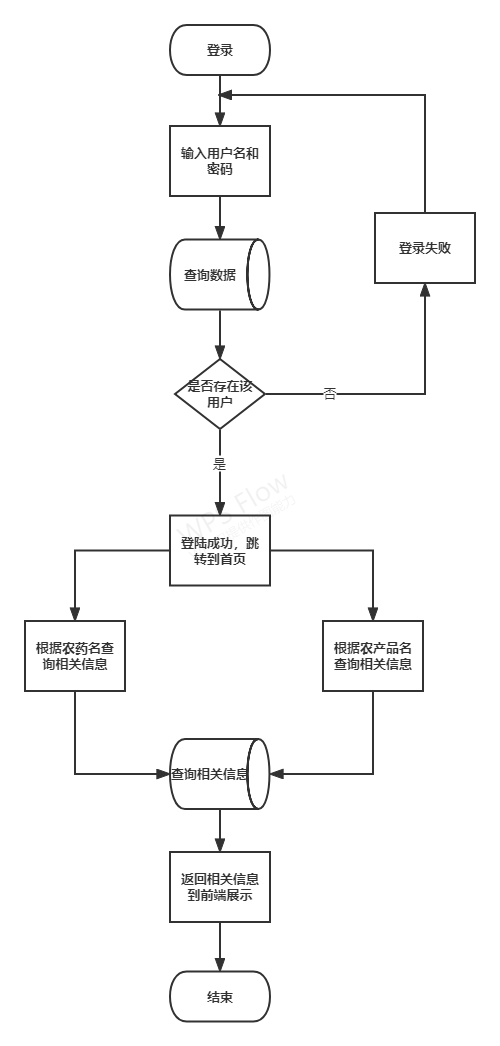 登录
输入用户名和
密码
登录失败
查询数据
是否存在该
用户
否
是
WPS Flow
登陆成功，跳
转到首页
根据农药名查
询相关信息
根据农产品名
查询相关信息
查询相关信息
返回相关信息
到前端展示
结束